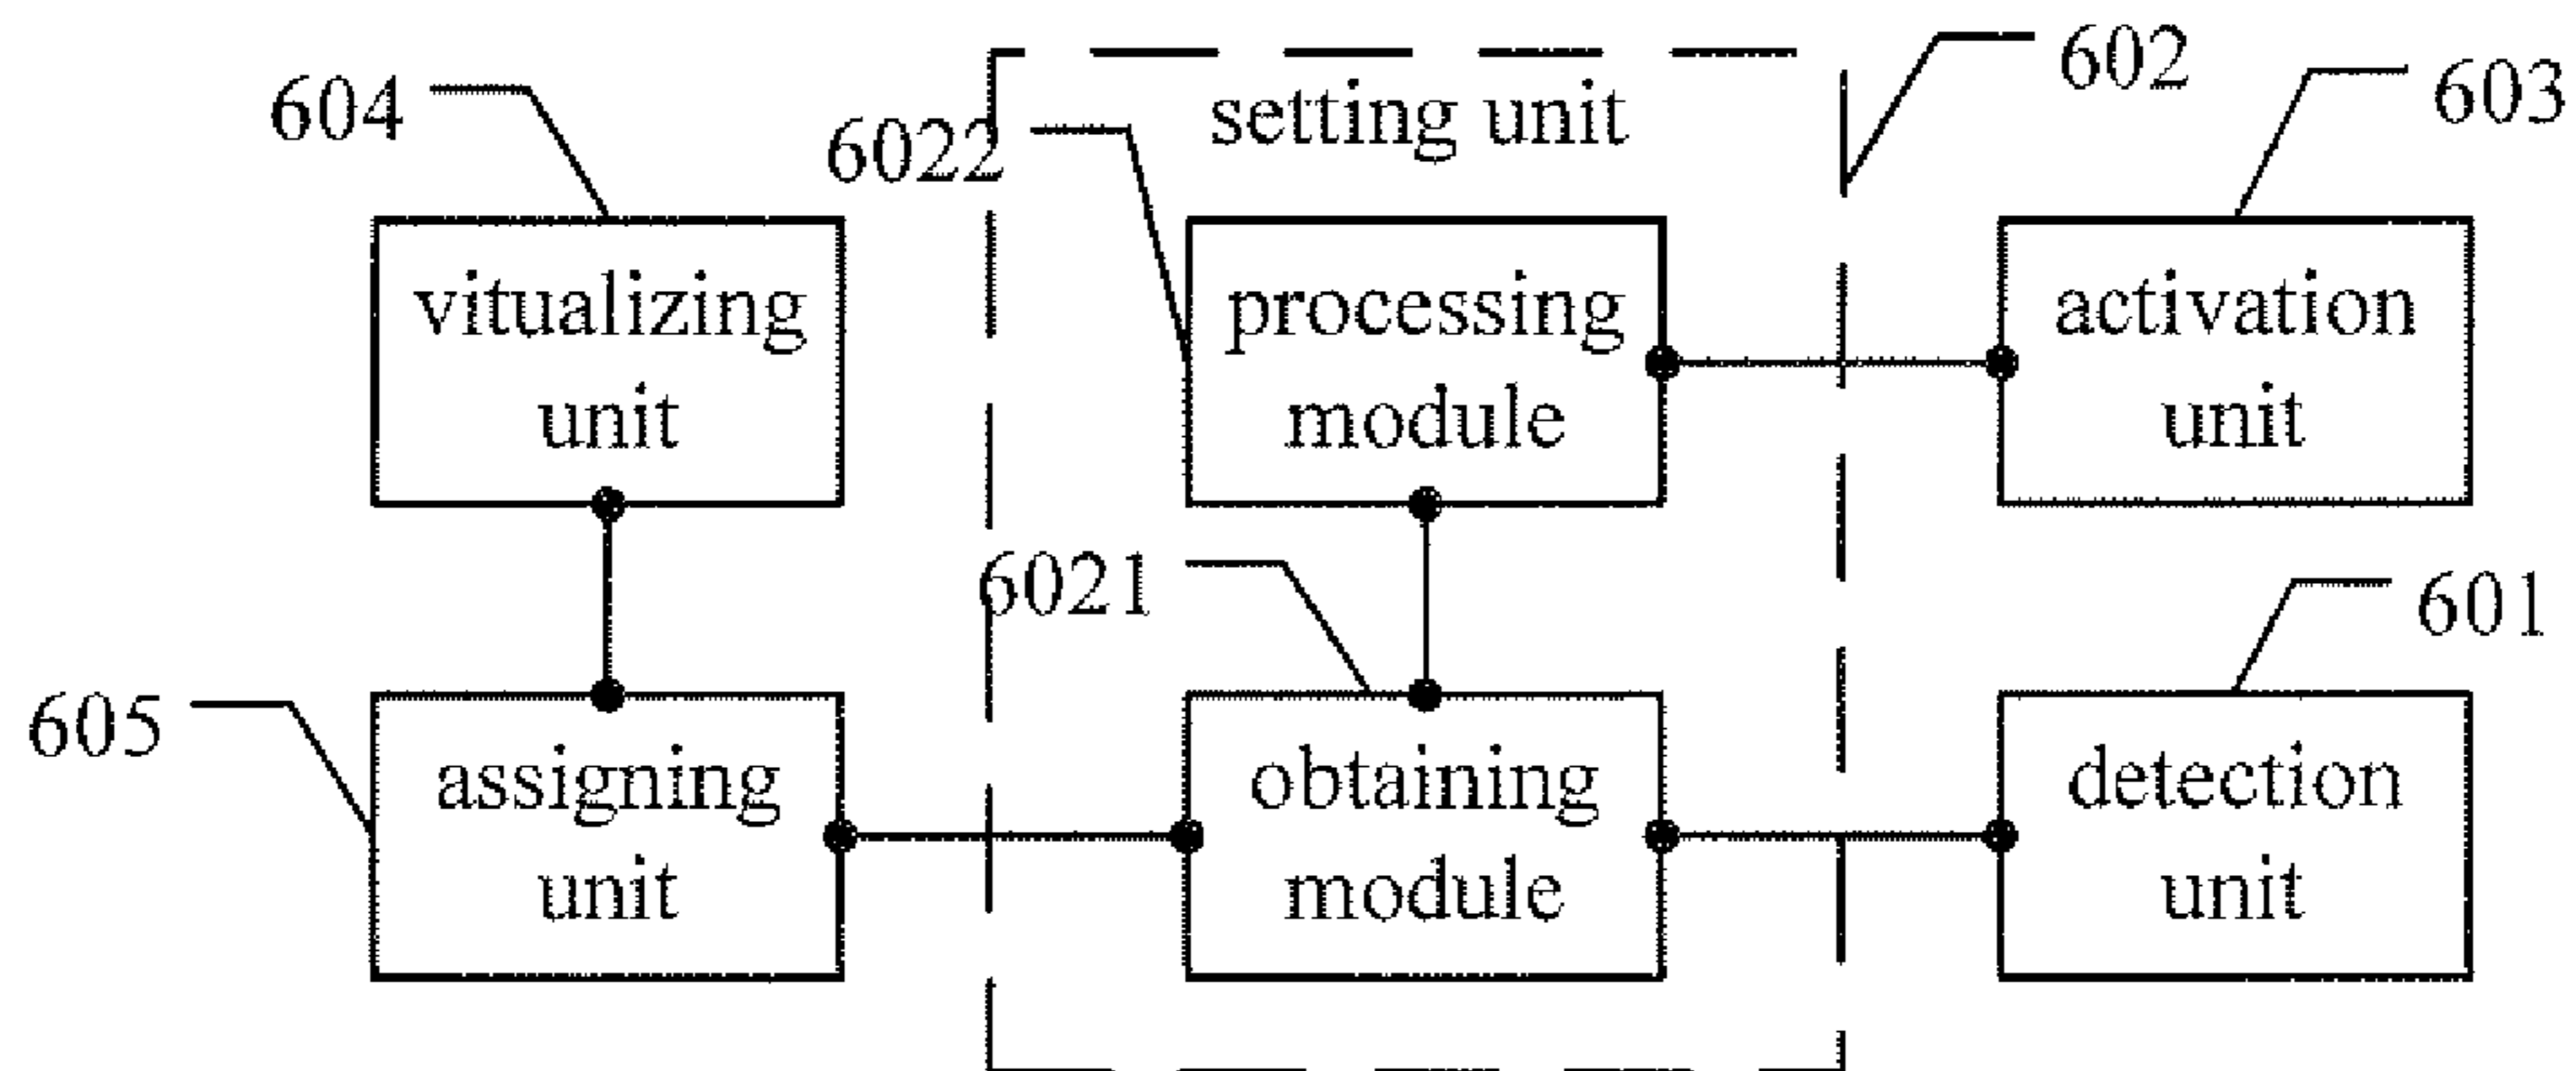 602
603
604
setting unit
6022
vitualizing
unit
processing
module
activation
unit
6021
601
605
assigning
unit
obtaining
module
detection
unit